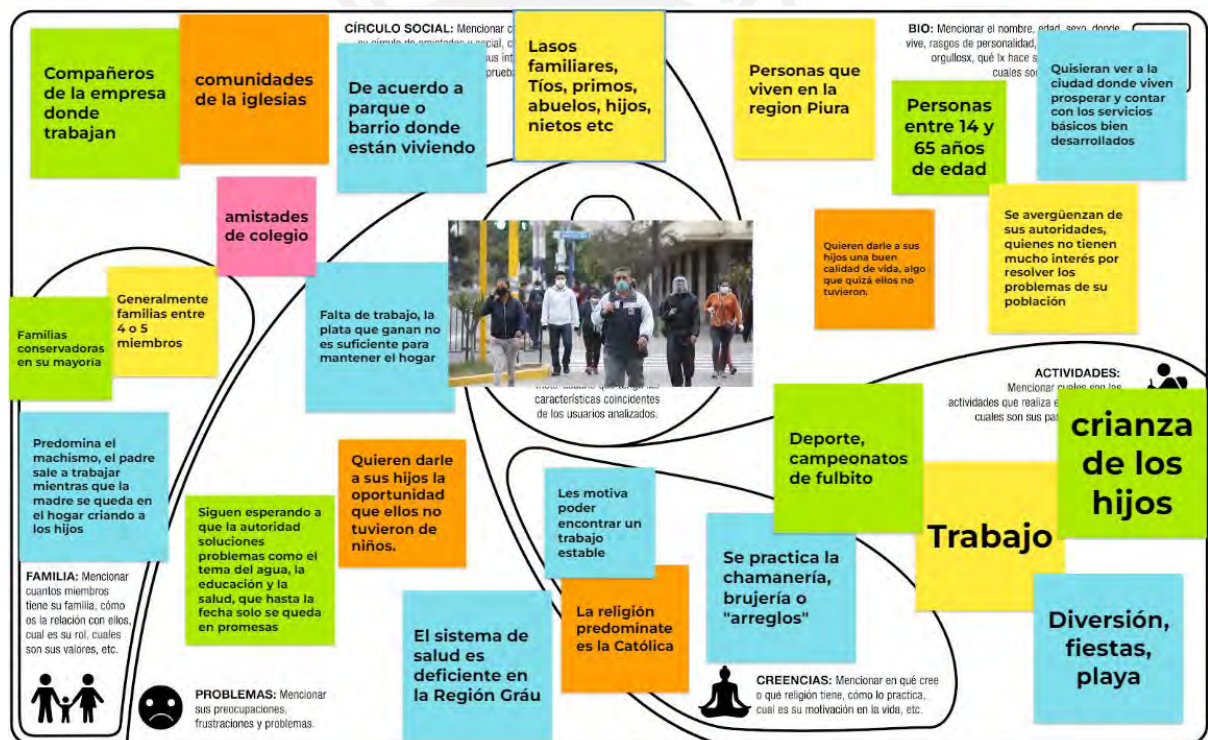 CÍRCULO SOCIAL: Mencionar
Compañeros
de la empresa
donde
trabajan
comunidades
de la iglesias
De acuerdo a
parque o
barrio donde
están viviendo
Lasos
familiares,
Tíos, primos,
abuelos, hijos,
nietos etc
amistades
de colegio
BIO: Mencionar el nombre, edad, sexo, donde
vive, rasgos de personalidad,
orgullosx, qué lx hace
cuales
Personas que
viven en la
region Piura
Personas
entre 14 y
65 años
de edad
Quisieran ver a la
ciudad donde viven
prosperar y contar
con los servicios
básicos bien
desarrollados
Quieren darle a sus
hijos una buen
calidad de vida, algo
que quizá ellos no
tuvieron.
Se avergüenzan de
sus autoridades,
quienes no tienen
mucho interés por
resolver los
problemas de su
población
Familias
conservadoras
en su mayoría
Generalmente
familias entre
4 o 5
miembros
Predomina el
machismo, el padre
sale a trabajar
mientras que la
madre se queda en
el hogar criando a
los hijos
FAMILIA: Mencionar
cuantos miembros
tiene su familia, cómo
es la relación con ellos,
cual es su rol, cuales
son sus valores, etc.
Falta de trabajo, la
plata que ganan no
es suficiente para
mantener el hogar
Siguen esperando a
que la autoridad
soluciones
problemas como el
tema del agua, la
educación y la
salud, que hasta la
fecha solo se queda
en promesas
Quieren darle
a sus hijos la
oportunidad
que ellos no
tuvieron de
niños.
El sistema de
salud es
deficiente en
la Región Gráu
PROBLEMAS: Mencionar
sus preocupaciones,
frustraciones y problemas.
características coincidentes
de los usuarios analizados.
Les motiva poder
encontrar un
trabajo estable
La religión
predominate
es la Católica
Se practica la
chamanería,
brujería o
"arreglos"
CREENCIAS: Mencionar en qué cree
o qué religión tiene, cómo lo practica,
cual es su motivación en la vida, etc.
ACTIVIDADES:
Mencionar cuales son las
actividades que realiza
cuales son sus
Deporte,
campeonatos
de fulbito
Trabajo
crianza
de los
hijos
Diversión,
fiestas,
playa